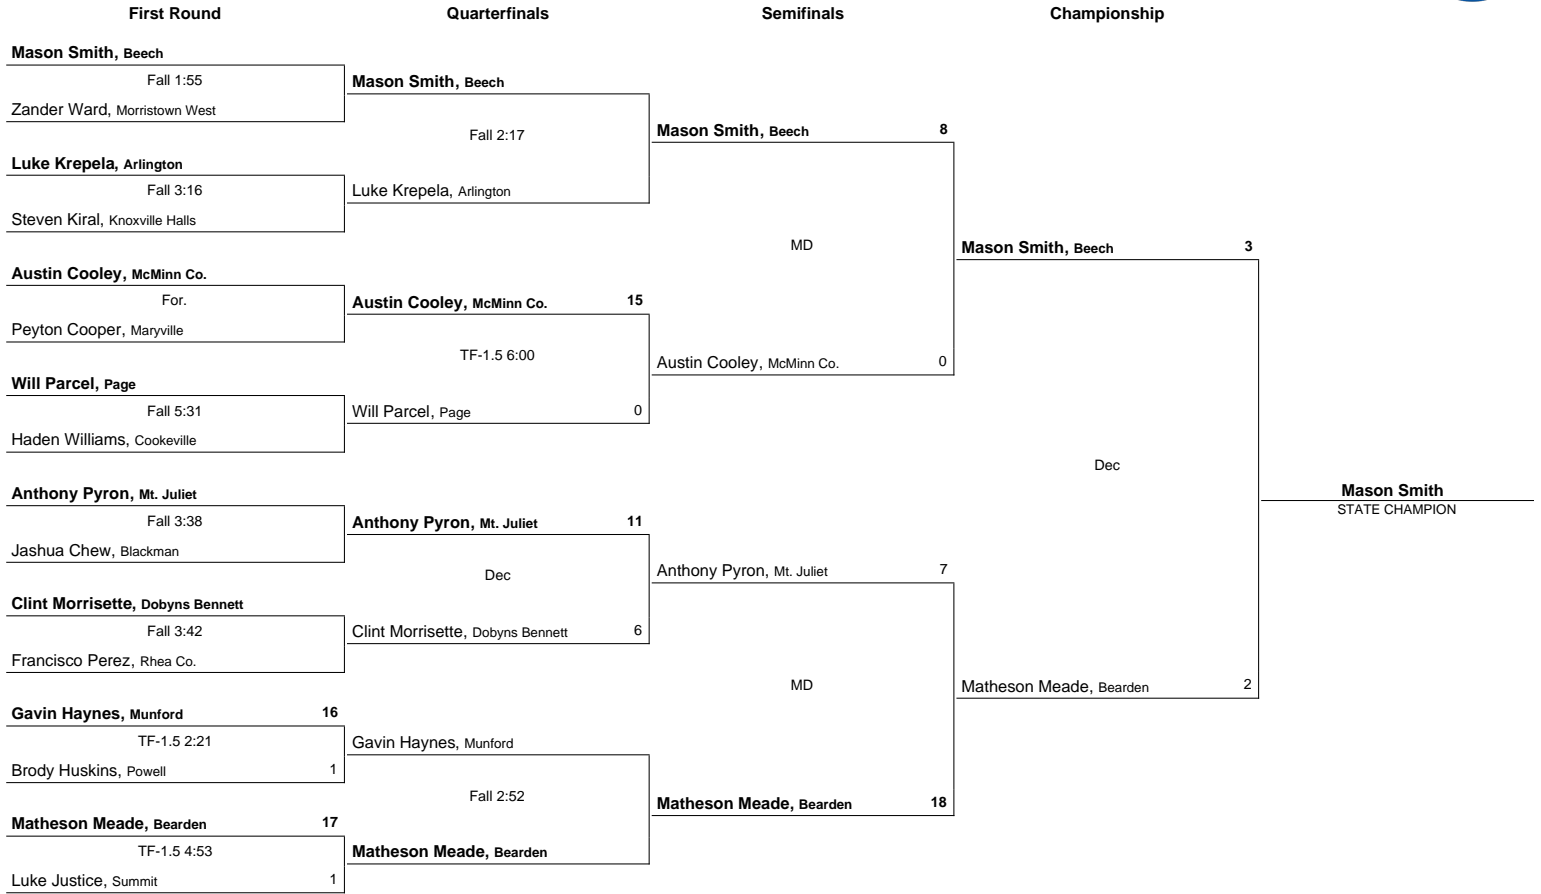 First Round Quarterfinals Semifinals Championship
Mason Smith, Beech
Fall 1:55
Zander Ward, Morristown West
Luke Krepela, Arlington
Fall 3:16
Steven Kiral, Knoxville Halls
Austin Cooley, McMinn Co.
For.
Peyton Cooper, Maryville
Will Parcel, Page
Fall 5:31
Haden Williams, Cookeville
Anthony Pyron, Mt. Juliet
Fall 3:38
Jashua Chew, Blackman
Clint Morrisette, Dobyns Bennett
Fall 3:42
Francisco Perez, Rhea Co.
Gavin Haynes, Munford 16
TF-1.5 2:21
Brody Huskins, Powell 1
Matheson Meade, Bearden 17
TF-1.5 4:53
Luke Justice, Summit 1
Mason Smith, Beech
Fall 2:17
Luke Krepela, Arlington
Austin Cooley, McMinn Co. 15
TF-1.5 6:00
Will Parcel, Page 0
Anthony Pyron, Mt. Juliet 11
Dec
Clint Morrisette, Dobyns Bennett 6
Gavin Haynes, Munford
Fall 2:52
Matheson Meade, Bearden
Mason Smith, Beech 8
MD
Austin Cooley, McMinn Co. 0
Anthony Pyron, Mt. Juliet 7
MD
Matheson Meade, Bearden 18
Mason Smith, Beech 3
Dec
Matheson Meade, Bearden 2
Mason Smith
STATE CHAMPION